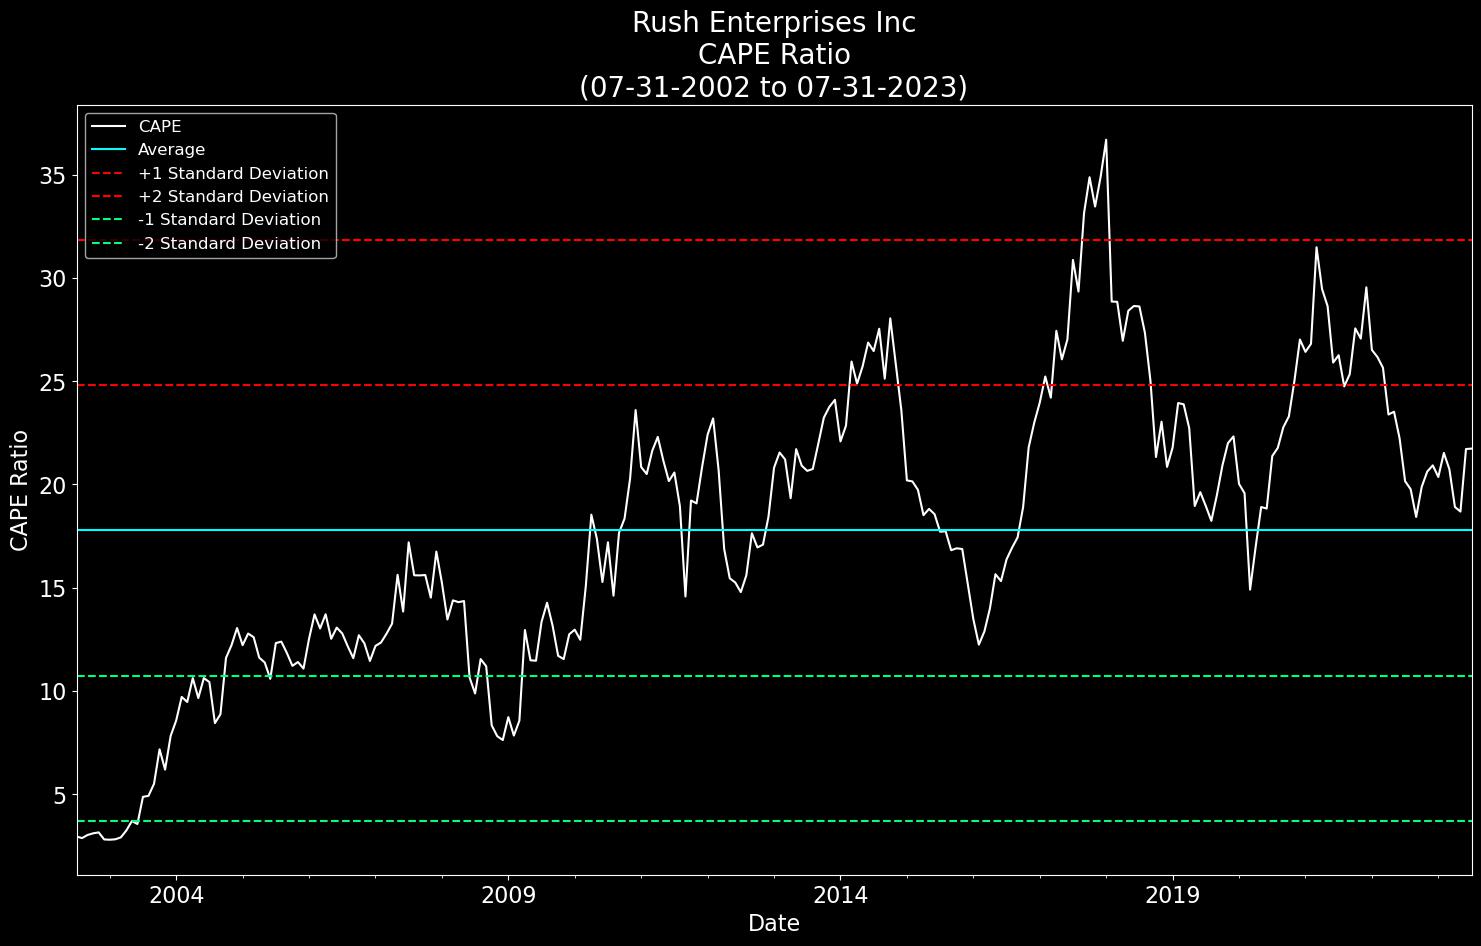 Rush Enterprises Inc
CAPE Ratio
(07-31-2002 to 07-31-2023)
CAPE
Average
+1 Standard Deviation
+2 Standard Deviation
-1 Standard Deviation
-2 Standard Deviation
35
30
25
20
15
10
5
CAPE Ratio
2004
2009
2014
2019
Date